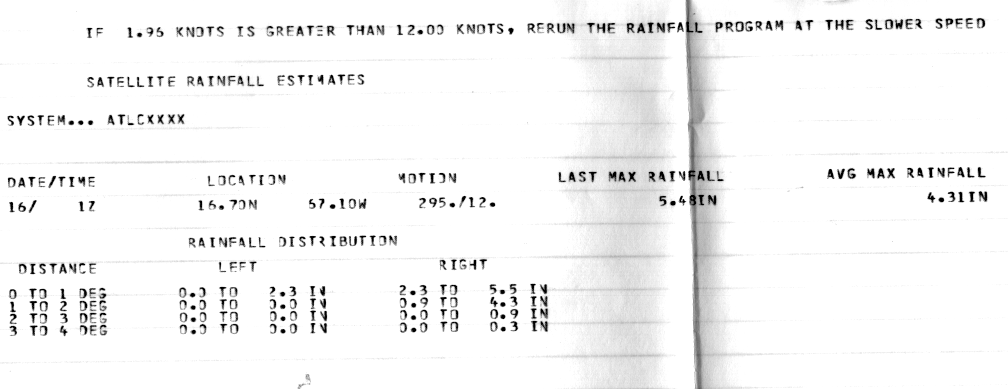 IF 1.96 KNOTS IS GREATER THAN 12.00 KNOTS, RERUN THE RAINFALL PROGRAM AT THE SLOWER SPEED
SATELLITE RAINFALL ESTIMATES
SYSTEM... ATLCXXXX
DATE/TIME LOCATION MOTION LAST MAX RAINFALL AVG MAX RAINFALL
16/ 1Z 16.70N 67.10W 295./12. 5.48IN 4.31IN
RAINFALL DISTRIBUTION
DISTANCE LEFT RIGHT
0 TO 1 DEG 0.0 TO 2.3 IN 2.3 TO 5.5 IN
1 TO 2 DEG 0.0 TO 0.0 IN 0.9 TO 4.3 IN
2 TO 3 DEG 0.0 TO 0.0 IN 0.0 TO 0.9 IN
3 TO 4 DEG 0.0 TO 0.0 IN 0.0 TO 0.3 IN